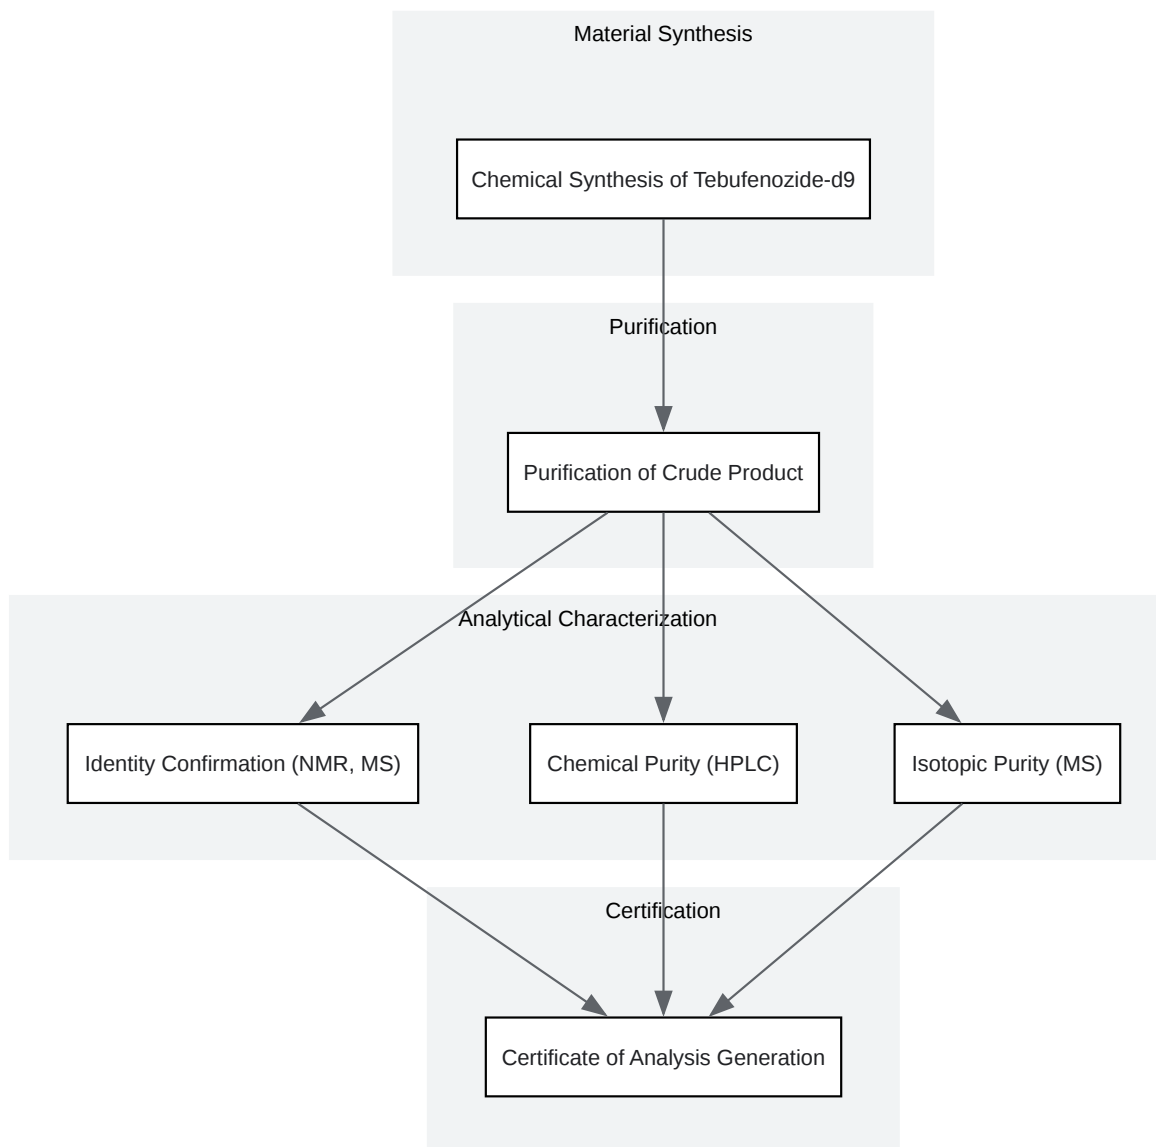 Material Synthesis
Chemical Synthesis of Tebufenozide-d9
Purification
Purification of Crude Product
Analytical Characterization
Identity Confirmation (NMR, MS)
Chemical Purity (HPLC)
Isotopic Purity (MS)
Certification
Certificate of Analysis Generation